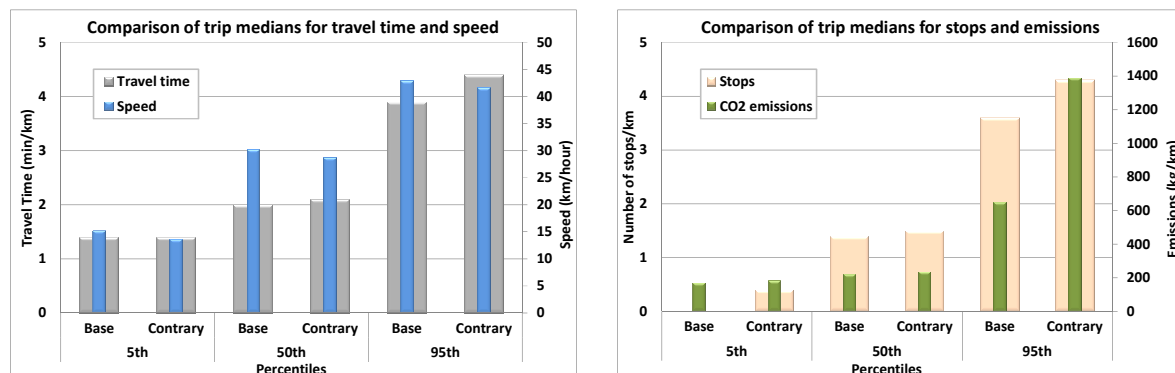 Comparison of trip medians for travel time and speed
5 50
4 45
40
3 35
30
2 25
20
1 15
10
0 5
0
Travel Time (min/km)
Speed (km/hour)
Travel time
Speed
Base Contrary Base Contrary Base Contrary
5th 50th 95th
Percentiles
Comparison of trip medians for stops and emissions
5 1600
1400
4 1200
3 1000
800
2 600
1 400
200
0 0
Number of stops/km
Emissions (kg/km)
Stops
CO2 emissions
Base Contrary Base Contrary Base Contrary
5th 50th 95th
Percentiles